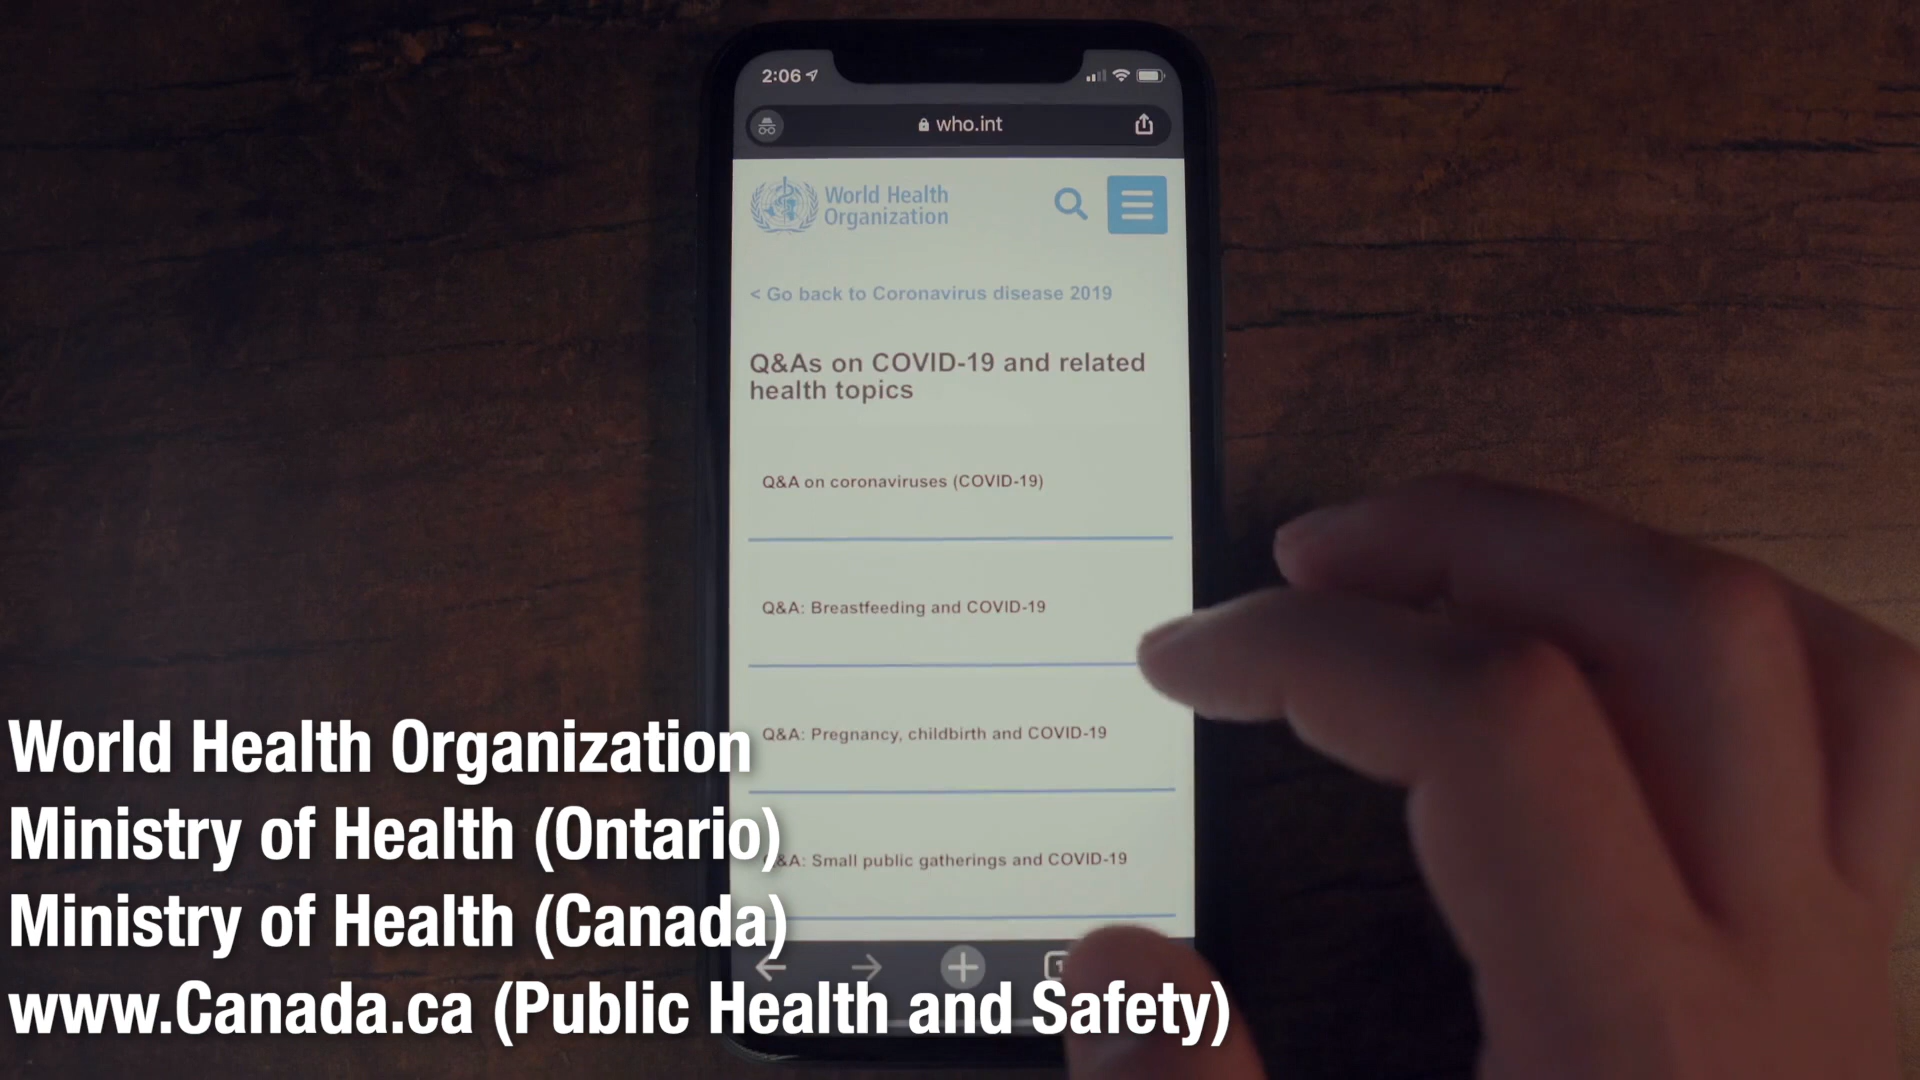 2:06
who.int
World Health
Organization
< Go back to Coronavirus disease 2019
Q&As on COVID-19 and related
health topics
Q&A on coronaviruses (COVID-19)
Q&A: Breastfeeding and COVID-19
Q&A: Pregnancy, childbirth and COVID-19
Q&A: Small public gatherings and COVID-19
World Health Organization
Ministry of Health (Ontario)
Ministry of Health (Canada)
www.Canada.ca (Public Health and Safety)